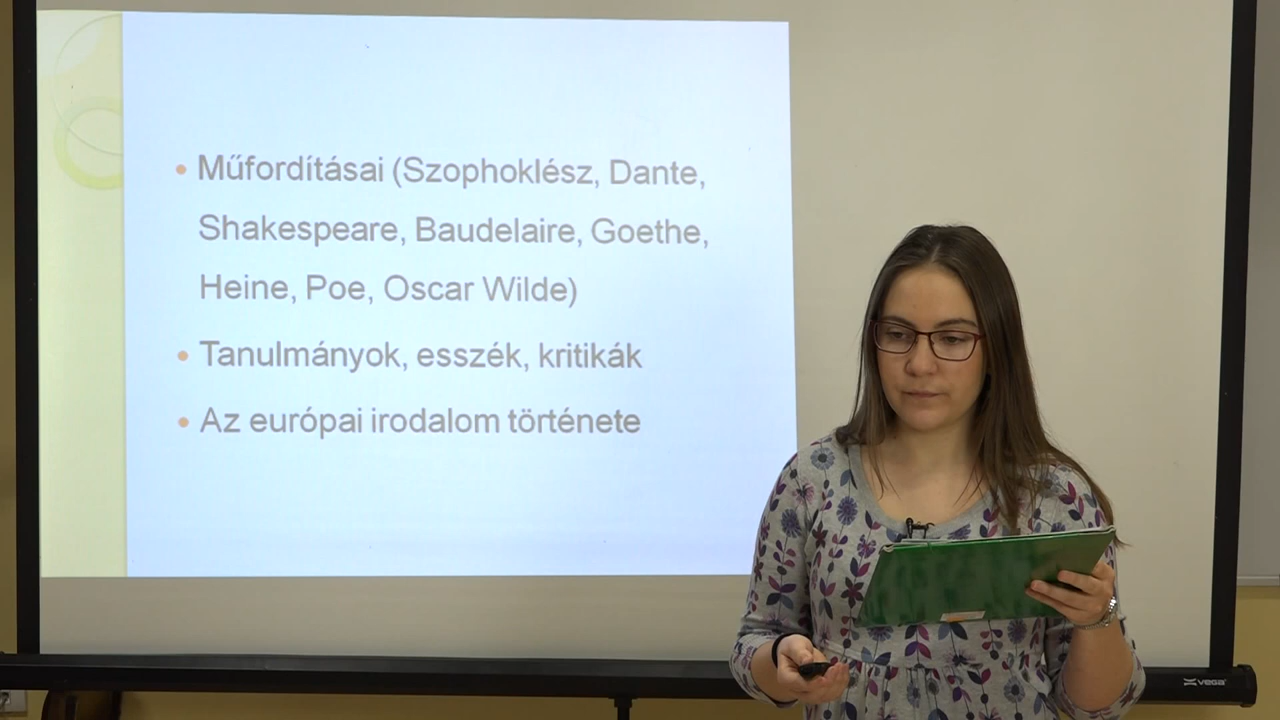 • Műfordításai (Szophoklész, Dante,
Shakespeare, Baudelaire, Goethe,
Heine, Poe, Oscar Wilde)
• Tanulmányok, esszék, kritikák
• Az európai irodalom története
VEGA